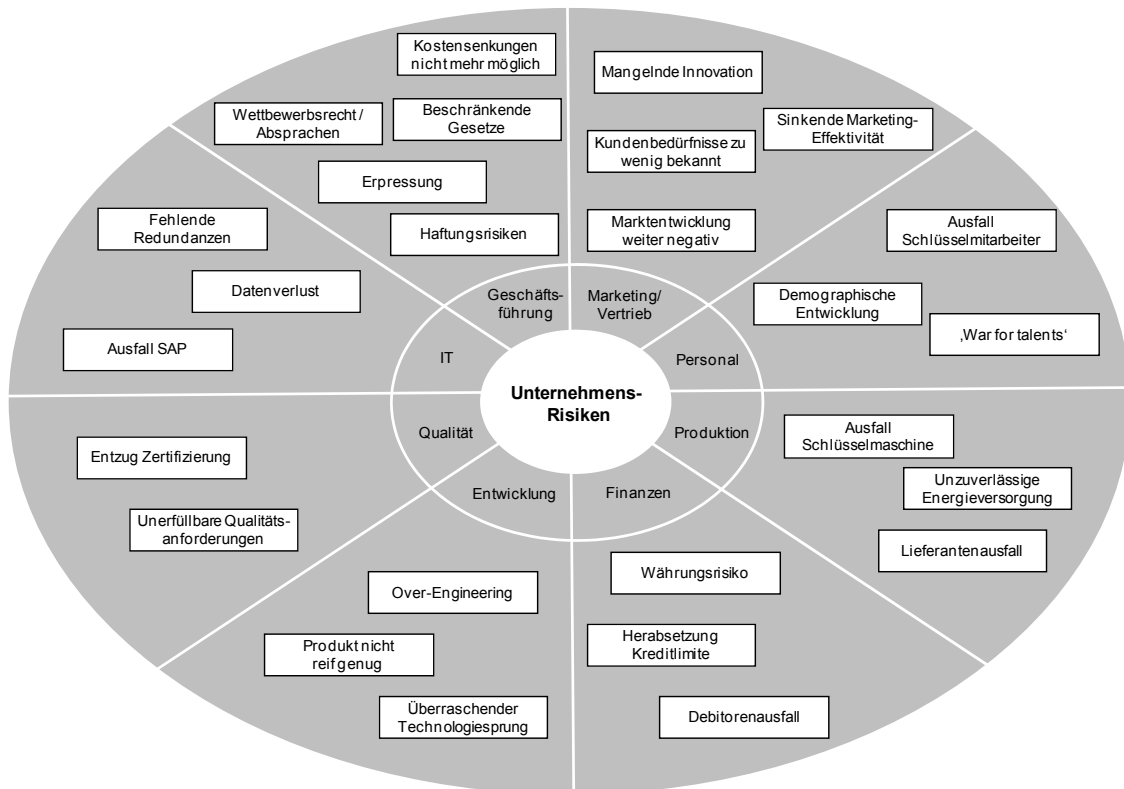 Kostensenkungen
nicht mehr möglich
Wettbewerbsrecht /
Absprachen
Beschränkende
Gesetze
Erpressung
Haftungsrisiken
Mangelnde Innovation
Sinkende Marketing-
Effektivität
Kundenbedürfnisse zu
wenig bekannt
Marktentwicklung
weiter negativ
Fehlende
Redundanzen
Datenverlust
Ausfall SAP
Ausfall
Schlüsselmitarbeiter
Demographische
Entwicklung
‚War for talents‘
Geschäfts-
führung
Marketing/
Vertrieb
IT
Personal
Unternehmens-
Risiken
Qualität
Produktion
Entwicklung
Finanzen
Entzug Zertifizierung
Unerfüllbare Qualitäts-
anforderungen
Ausfall
Schlüsselmaschine
Unzuverlässige
Energieversorgung
Lieferantenausfall
Over-Engineering
Produkt nicht
reif genug
Überraschender
Technologiesprung
Währungsrisiko
Herabsetzung
Kreditlimite
Debitorenausfall